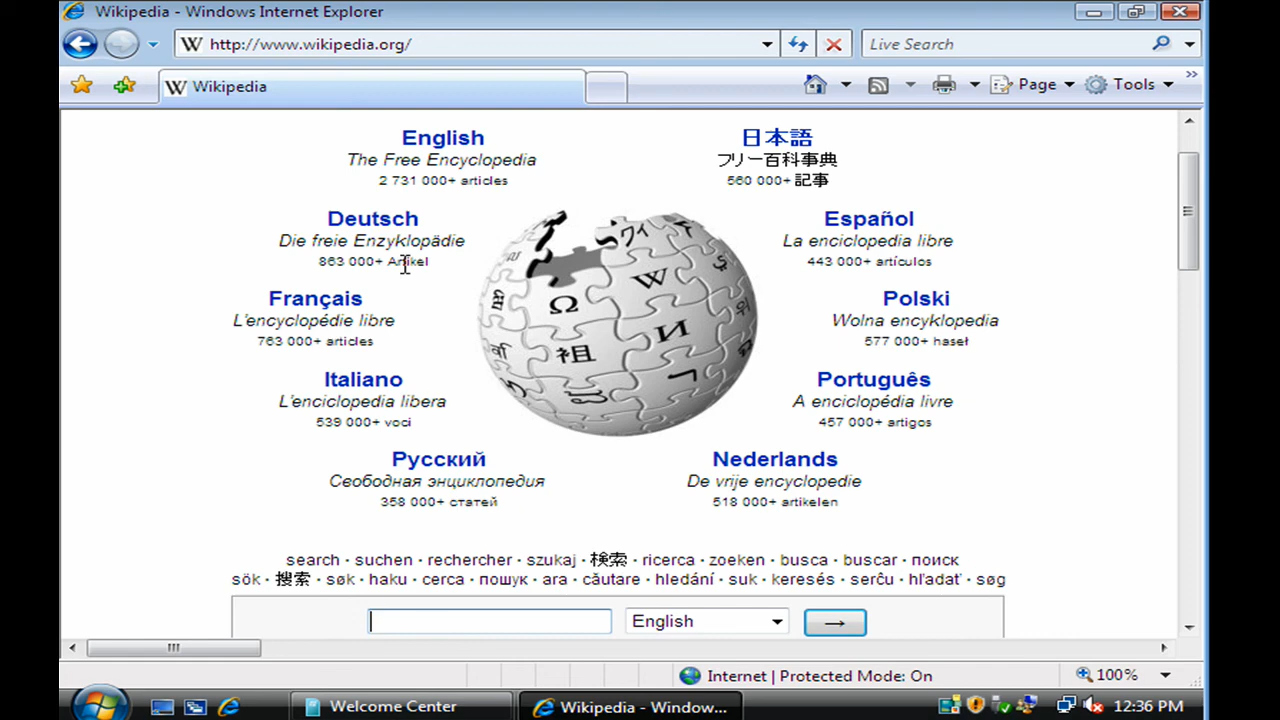 Wikipedia - Windows Internet Explorer
http://www.wikipedia.org/
Live Search
Wikipedia
Page
Tools
English
The Free Encyclopedia
2 731 000+ articles
日本語
フリー百科事典
560 000+ 記事
Deutsch
Die freie Enzyklopädie
863 000+ Artikel
Español
La enciclopedia libre
443 000+ artículos
Français
L'encyclopédie libre
763 000+ articles
Polski
Wolna encyklopedia
577 000+ haseł
Italiano
L'enciclopedia libera
539 000+ voci
Português
A enciclopédia livre
457 000+ artigos
Русский
Свободная энциклопедия
358 000+ статей
Nederlands
De vrije encyclopedie
518 000+ artikelen
W
Ω
И
祖
ワィ
search · suchen · rechercher · szukaj · 検索 · ricerca · zoeken · busca · buscar · поиск
sök · 搜索 · søk · haku · cerca · пошук · ara · căutare · hledání · suk · keresés · serĉu · hľadať · søg
English
→
Internet | Protected Mode: On
100%
Welcome Center
Wikipedia - Window...
12:36 PM